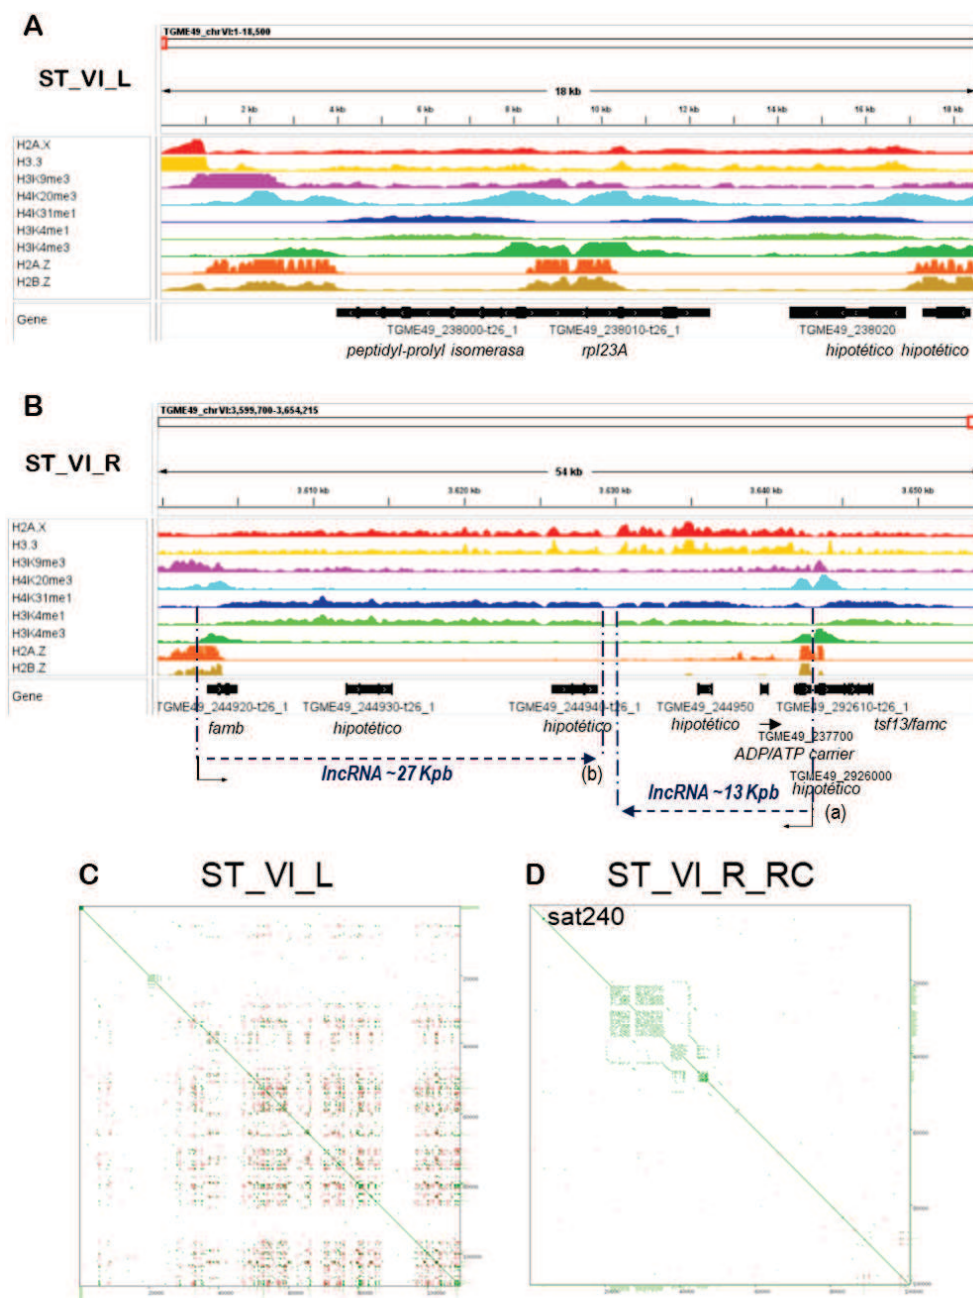 A
TGME49_chrVI:1-18,500
ST_VI_L
18 kb
2 kb 4 kb 6 kb 8 kb 10 kb 12 kb 14 kb 16 kb 18 kb
H2A.X
H3.3
H3K9me3
H4K20me3
H4K31me1
H3K4me1
H3K4me3
H2A.Z
H2B.Z
Gene
TGME49_238000-t26_1 TGME49_238010-t26_1 TGME49_238020
peptidyl-prolyl isomerasa rpl23A hipotético hipotético
B
TGME49_chrVI:3,599,700-3,654,215
ST_VI_R
54 kb
3.610 kb 3.620 kb 3.630 kb 3.640 kb 3.650 kb
H2A.X
H3.3
H3K9me3
H4K20me3
H4K31me1
H3K4me1
H3K4me3
H2A.Z
H2B.Z
Gene
TGME49_244920-t26_1 TGME49_244930-t26_1 TGME49_244940-t26_1 TGME49_244950 TGME49_292610-t26_1
famb hipotético hipotético hipotético tsf13/famc
TGME49_237700
ADP/ATP carrier
lncRNA ~27 Kpb (b) TGME49_2926000
lncRNA ~13 Kpb hipotético
(a)
C ST_VI_L D ST_VI_R_RC
sat240